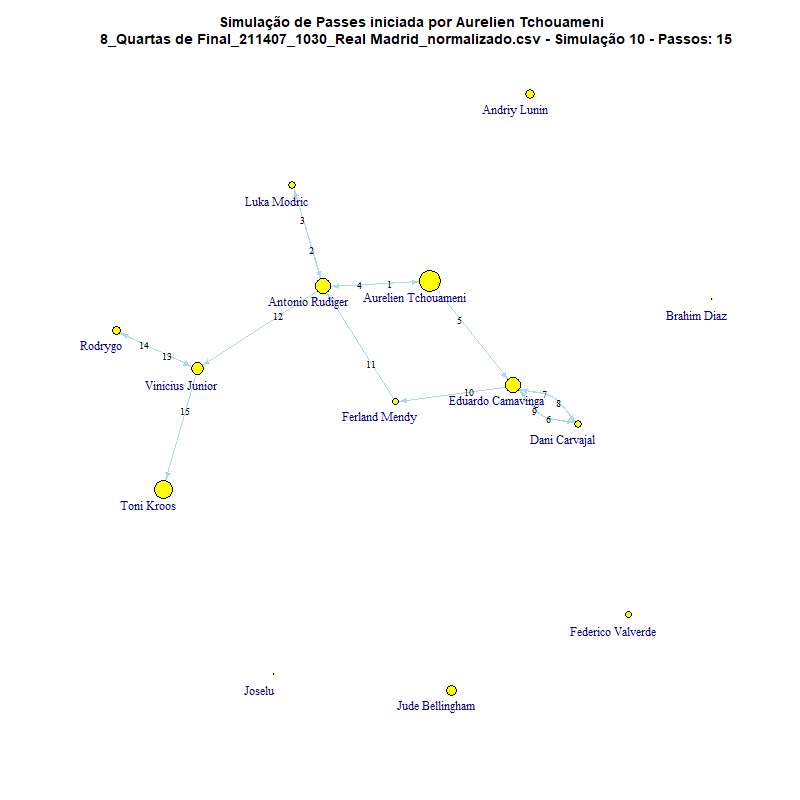 Simulação de Passes iniciada por Aurelien Tchouameni
8_Quartas de Final_211407_1030_Real Madrid_normalizado.csv - Simulação 10 - Passos: 15
Andriy Lunin
Luka Modric
3
2
4
1
Aurelien Tchouameni
Antonio Rudiger
Brahim Diaz
12
5
Rodrygo
14
13
11
Vinicius Junior
10
7
Eduardo Camavinga
8
15
9
6
Ferland Mendy
Dani Carvajal
Toni Kroos
Federico Valverde
Joselu
Jude Bellingham